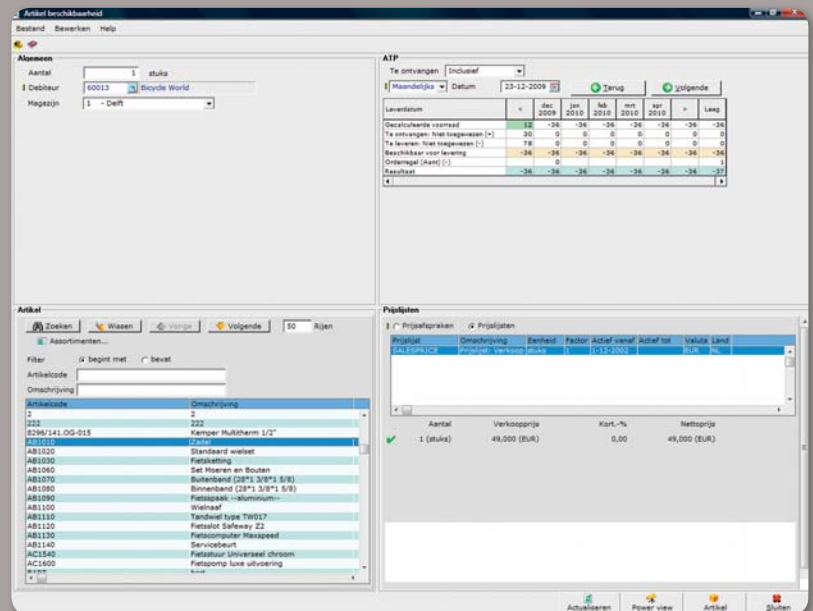 Artikel beschikbaarheid
Bestand Bewerken Help
Algemeen
Aantal 1 stuks
Debiteur 60013 Bicycle World
Magazijn 1 - Delft
ATP
Te ontvangen Inclusief
Maandelijks Datum 23-12-2009 Terug Volgende
Leverdatum < dec 2009 jan 2010 feb 2010 mrt 2010 apr 2010 > Leeg
Gecalculeerde voorraad 12 -36 -36 -36 -36 -36 -36 -36
Te ontvangen: Niet toegewezen (+) 30 0 0 0 0 0 0 0
Te leveren: Niet toegewezen (-) 78 0 0 0 0 0 0 0
Beschikbaar voor levering -36 -36 -36 -36 -36 -36 -36 -36
Orderregel (Aant) (-) 0 1
Resultaat -36 -36 -36 -36 -36 -36 -36 -37
Artikel
Zoeken Wissen Vorige Volgende 50 Rijen
Assortimenten...
Filter begint met bevat
Artikelcode
Omschrijving
Artikelcode Omschrijving
2 2
222 222
8296/141.OG-015 Kemper Multitherm 1/2"
AB1010 Zadel
AB1020 Standaard wielset
AB1030 Fietsketting
AB1060 Set Moeren en Bouten
AB1070 Buitenband (28*1 3/8*1 5/8)
AB1080 Binnenband (28*1 3/8*1 5/8)
AB1090 Fietsspaak --aluminium--
AB1100 Wielnaaf
AB1110 Tandwiel type TW017
AB1120 Fietsslot Safeway Z2
AB1130 Fietscomputer Maxspeed
AB1140 Servicebeurt
AC1540 Fietsstuur Universeel chroom
AC1600 Fietspomp luxe uitvoering
Prijslijsten
Prijsafspraken Prijslijsten
Prijslijst Omschrijving Eenheid Factor Actief vanaf Actief tot Valuta Land
SALESPRICE Prijslijst: Verkoop stuks 1 1-12-2002 EUR NL
Aantal Verkoopprijs Kort.-% Nettoprijs
1 (stuks) 49,000 (EUR) 0,00 49,000 (EUR)
Actualiseren Power view Artikel Sluiten